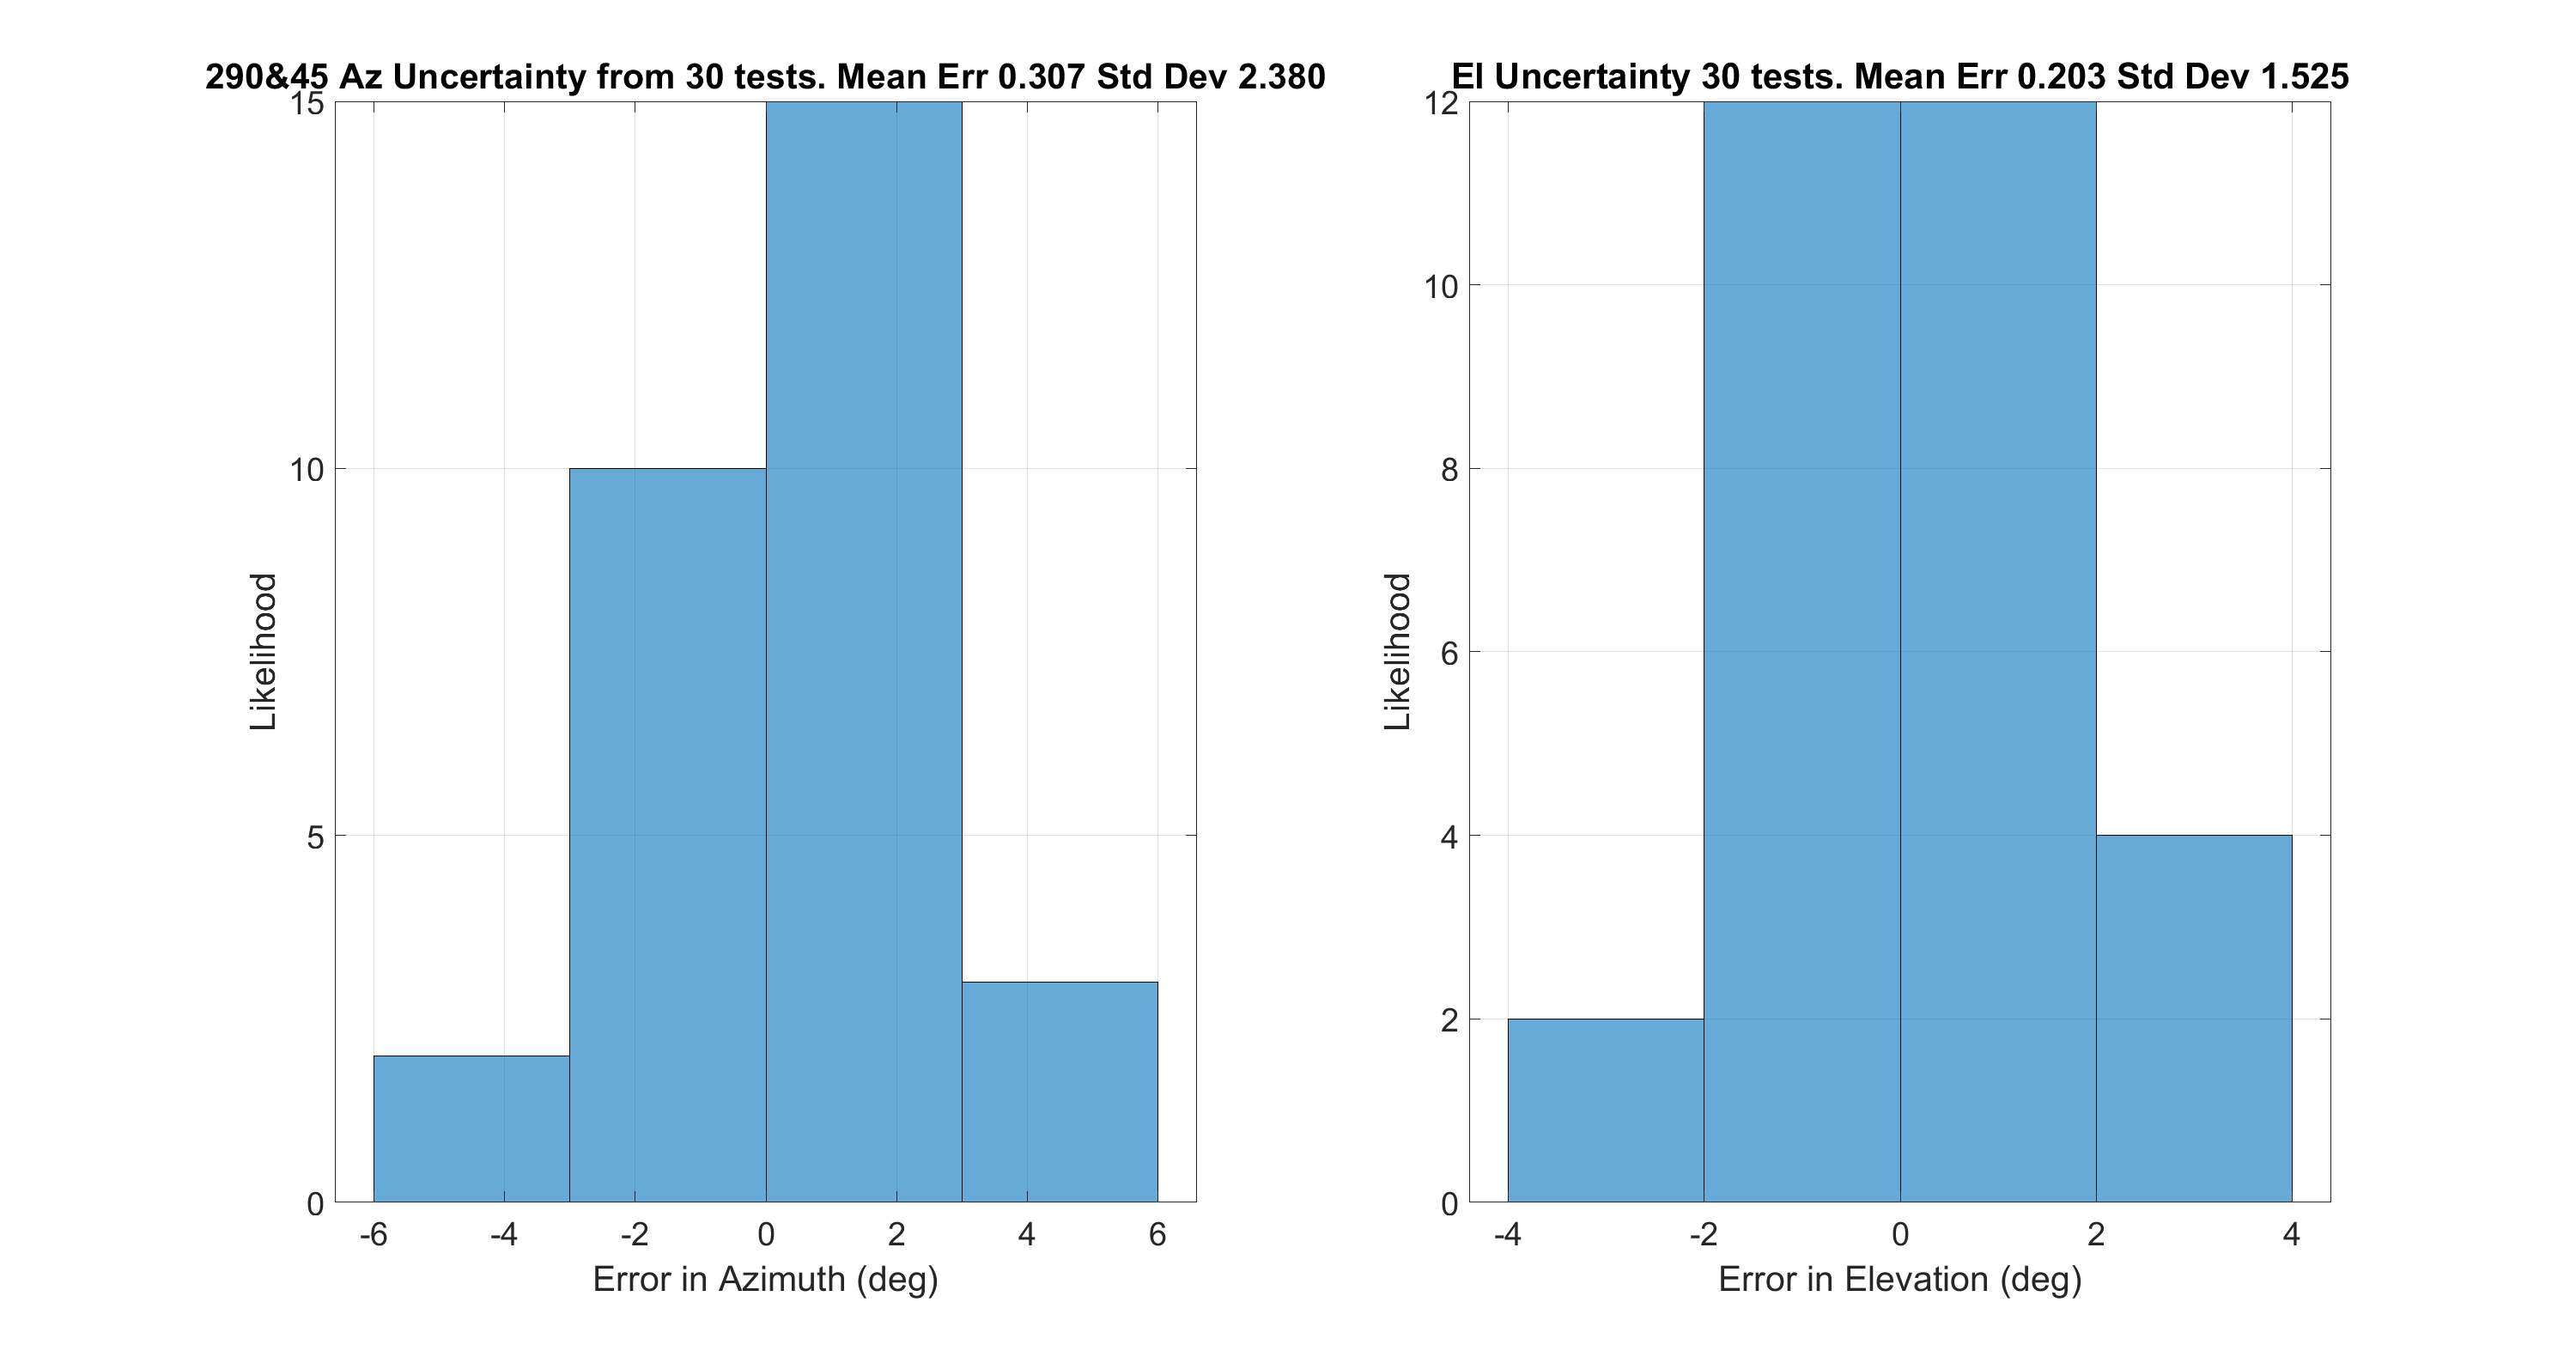 290&45 Az Uncertainty from 30 tests. Mean Err 0.307 Std Dev 2.380
15
10
5
0
Likelihood
-6 -4 -2 0 2 4 6
Error in Azimuth (deg)
El Uncertainty 30 tests. Mean Err 0.203 Std Dev 1.525
12
10
8
6
4
2
0
Likelihood
-4 -2 0 2 4
Error in Elevation (deg)